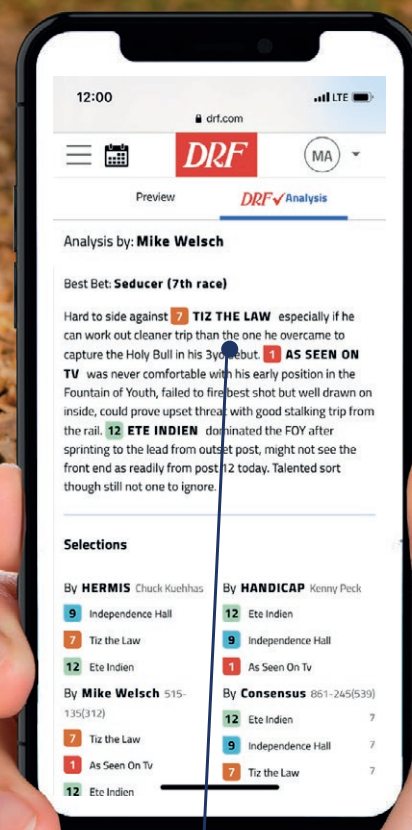 12:00
LTE
drf.com
DRF
MA
Preview
DRF Analysis
Analysis by: Mike Welsch
Best Bet: Seducer (7th race)
Hard to side against 7 TIZ THE LAW especially if he
can work out cleaner trip than the one he overcame to
capture the Holy Bull in his 3yo debut. 1 AS SEEN ON
TV was never comfortable with his early position in the
Fountain of Youth, failed to fire best shot but well drawn on
inside, could prove upset threat with good stalking trip from
the rail. 12 ETE INDIEN dominated the FOY after
sprinting to the lead from outset post, might not see the
front end as readily from post 12 today. Talented sort
though still not one to ignore.
Selections
By HERMIS Chuck Kuehhas
9 Independence Hall
7 Tiz the Law
12 Ete Indien
By HANDICAP Kenny Peck
12 Ete Indien
9 Independence Hall
1 As Seen On Tv
By Mike Welsch 515-
135(312)
7 Tiz the Law
1 As Seen On Tv
12 Ete Indien
By Consensus 861-245(539)
12 Ete Indien 7
9 Independence Hall 7
7 Tiz the Law 7